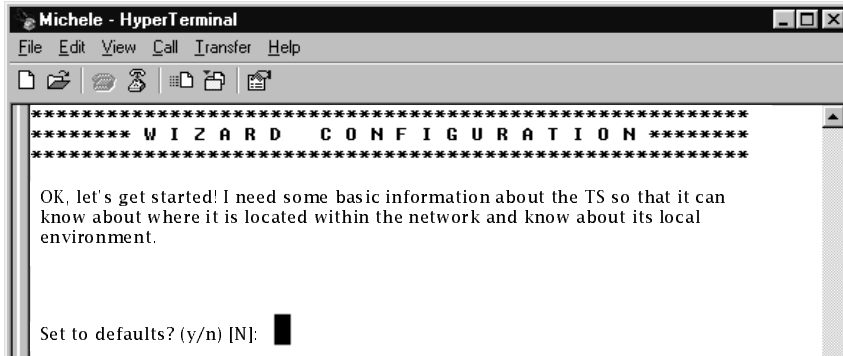 Michele - HyperTerminal
File Edit View Call Transfer Help
*********************************************************
******** W I Z A R D   C O N F I G U R A T I O N ********
*********************************************************
OK, let's get started! I need some basic information about the TS so that it can
know about where it is located within the network and know about its local
environment.
Set to defaults? (y/n) [N]: